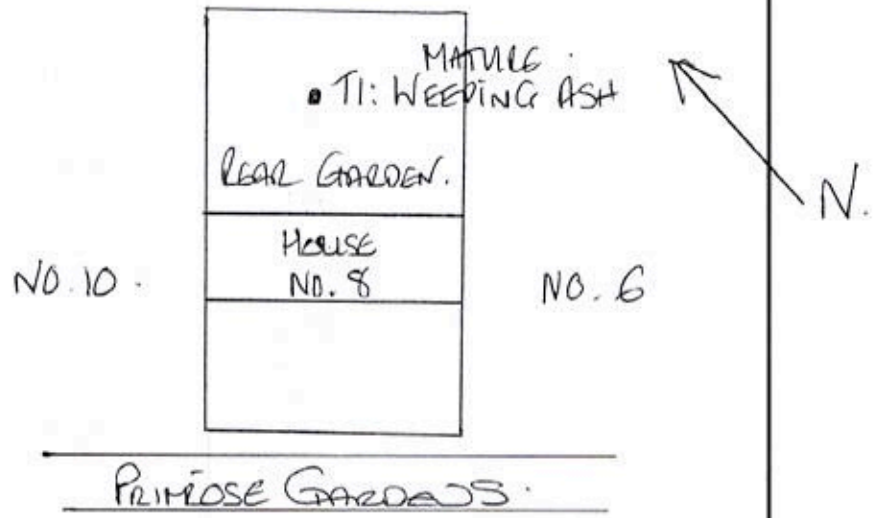 MATURE.
T1: WEEPING ASH
REAR GARDEN.
N.
HOUSE
NO. 8
NO. 10.
NO. 6
PRIMROSE GARDENS.